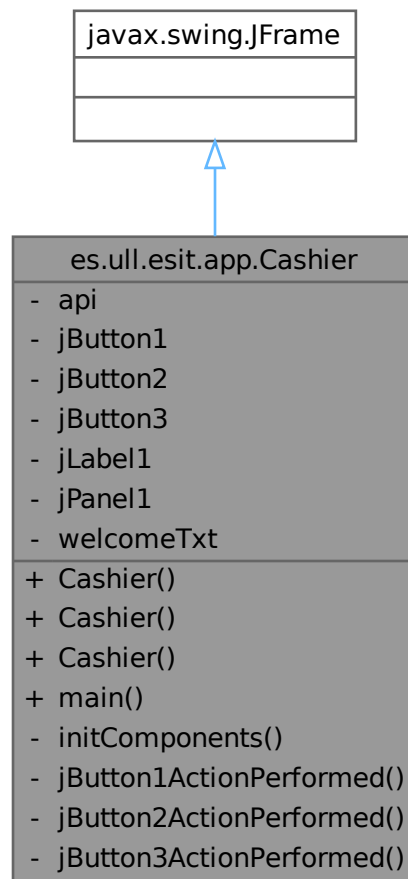 javax.swing.JFrame
es.ull.esit.app.Cashier
- api
- jButton1
- jButton2
- jButton3
- jLabel1
- jPanel1
- welcomeTxt
+ Cashier()
+ Cashier()
+ Cashier()
+ main()
- initComponents()
- jButton1ActionPerformed()
- jButton2ActionPerformed()
- jButton3ActionPerformed()